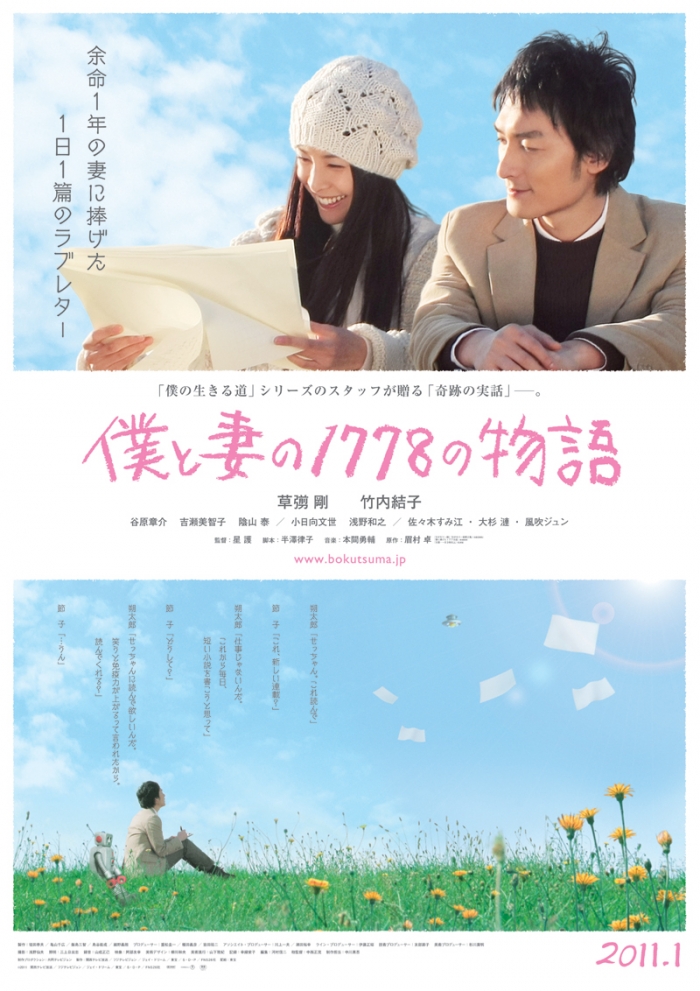 余命1年の妻に捧げた
1日1篇のラブレター
「僕の生きる道」シリーズのスタッフが贈る「奇跡の実話」―。
僕と妻の1778の物語
草彅 剛　竹内結子
谷原章介　吉瀬美智子　陰山 泰 ／ 小日向文世　浅野和之 ／ 佐々木すみ江・大杉 漣・風吹ジュン
監督：星 護　脚本：半澤律子　音楽：本間勇輔　原作：眉村 卓
www.bokutsuma.jp
朔太郎「せっちゃん、これ読んで」
節 子「これ、新しい連載？」
朔太郎「仕事じゃないんだ。
これから毎日、
短い小説を書こうと思って」
節 子「どうして？」
朔太郎「せっちゃんに読んで欲しいんだ。
笑うと免疫力が上がるって言われたから。
読んでくれる？」
節 子「…うん」
2011.1